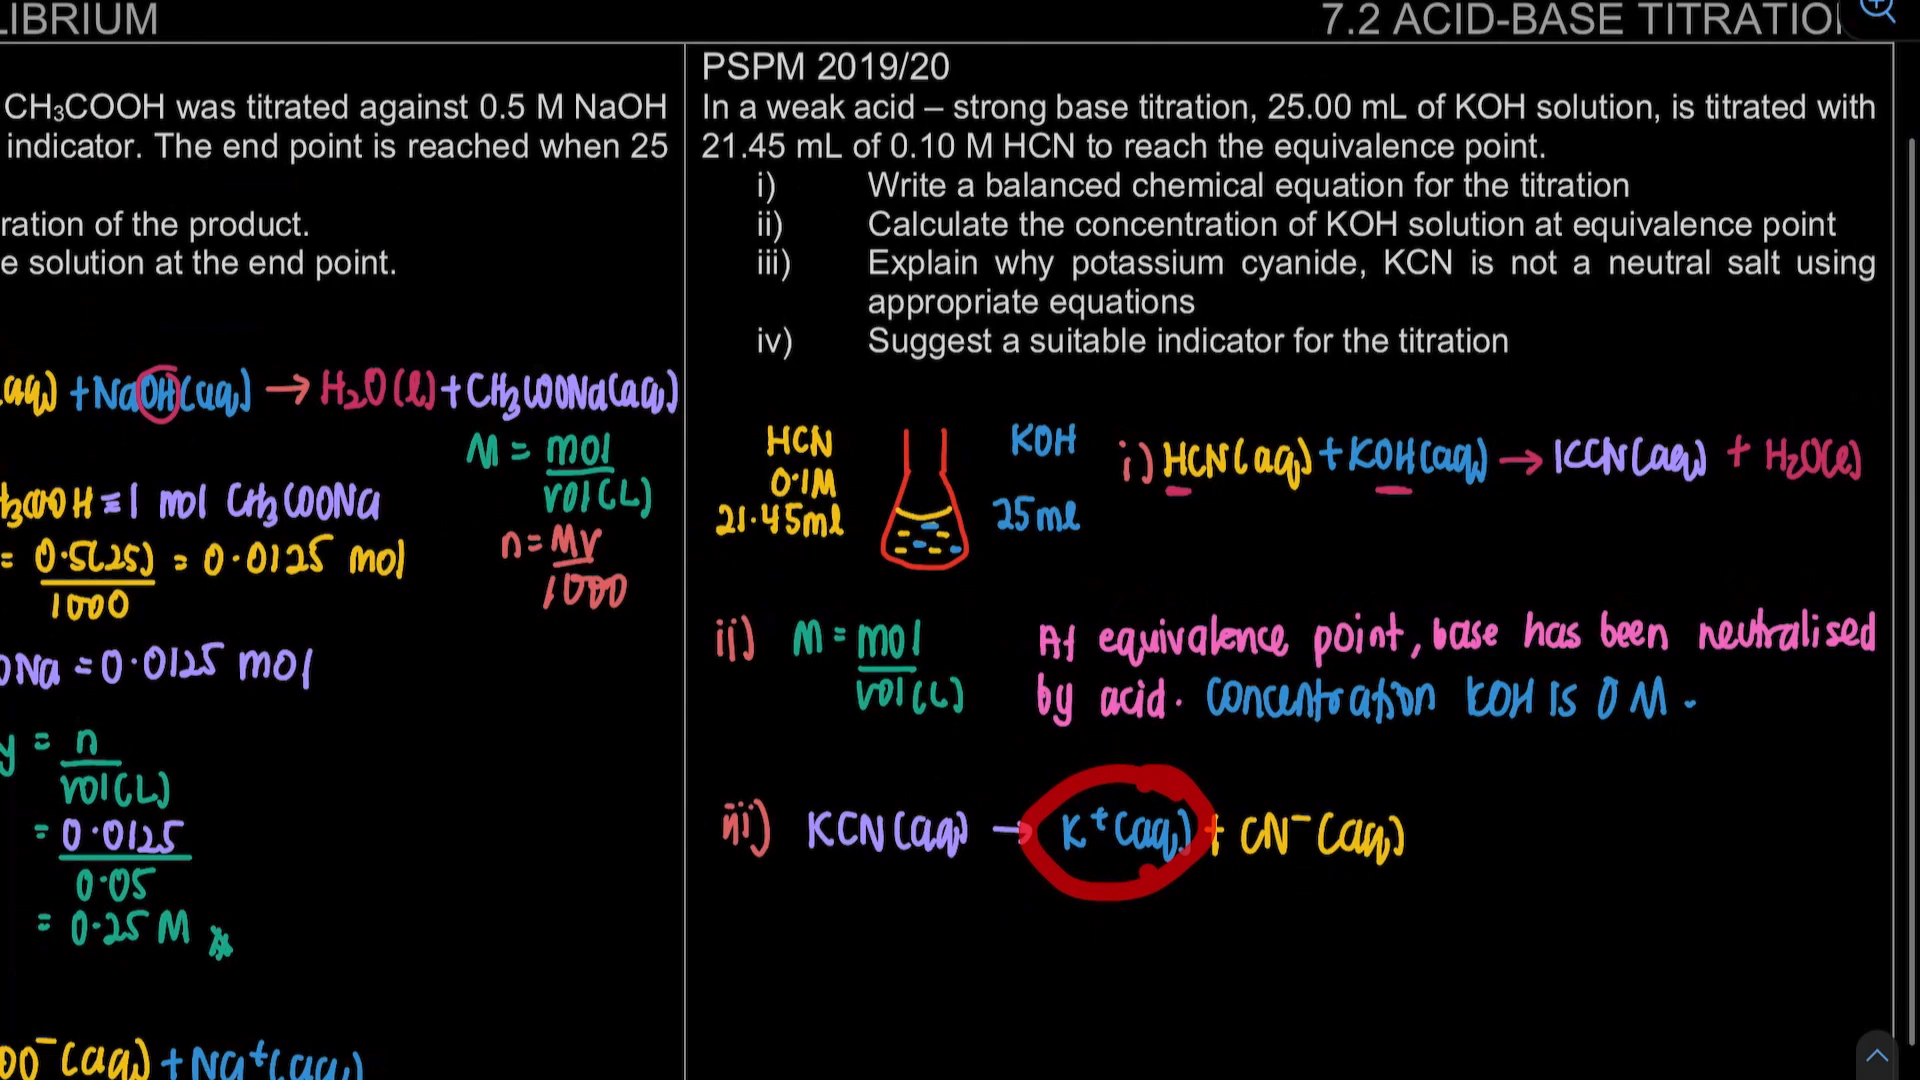 LIBRIUM
7.2 ACID-BASE TITRATIO
CH₃COOH was titrated against 0.5 M NaOH
indicator. The end point is reached when 25
ration of the product.
e solution at the end point.
aq) + NaOH(aq) → H₂O(l) + CH₃COONa(aq)
M = mol
vol(L)
H₃COOH ≡ 1 mol CH₃COONa
= 0.5(25) = 0.0125 mol
1000
n = MV
1000
ONa = 0.0125 mol
y = n
vol(L)
= 0.0125
0.05
= 0.25 M
OO⁻(aq) + Na⁺(aq)
PSPM 2019/20
In a weak acid – strong base titration, 25.00 mL of KOH solution, is titrated with
21.45 mL of 0.10 M HCN to reach the equivalence point.
i) Write a balanced chemical equation for the titration
ii) Calculate the concentration of KOH solution at equivalence point
iii) Explain why potassium cyanide, KCN is not a neutral salt using
appropriate equations
iv) Suggest a suitable indicator for the titration
HCN
0.1M
21.45ml
KOH
25ml
i) HCN(aq) + KOH(aq) → KCN(aq) + H₂O(l)
ii) M = mol
vol(L)
At equivalence point, base has been neutralised
by acid. Concentration KOH is 0 M.
iii) KCN(aq) → K⁺(aq) + CN⁻(aq)